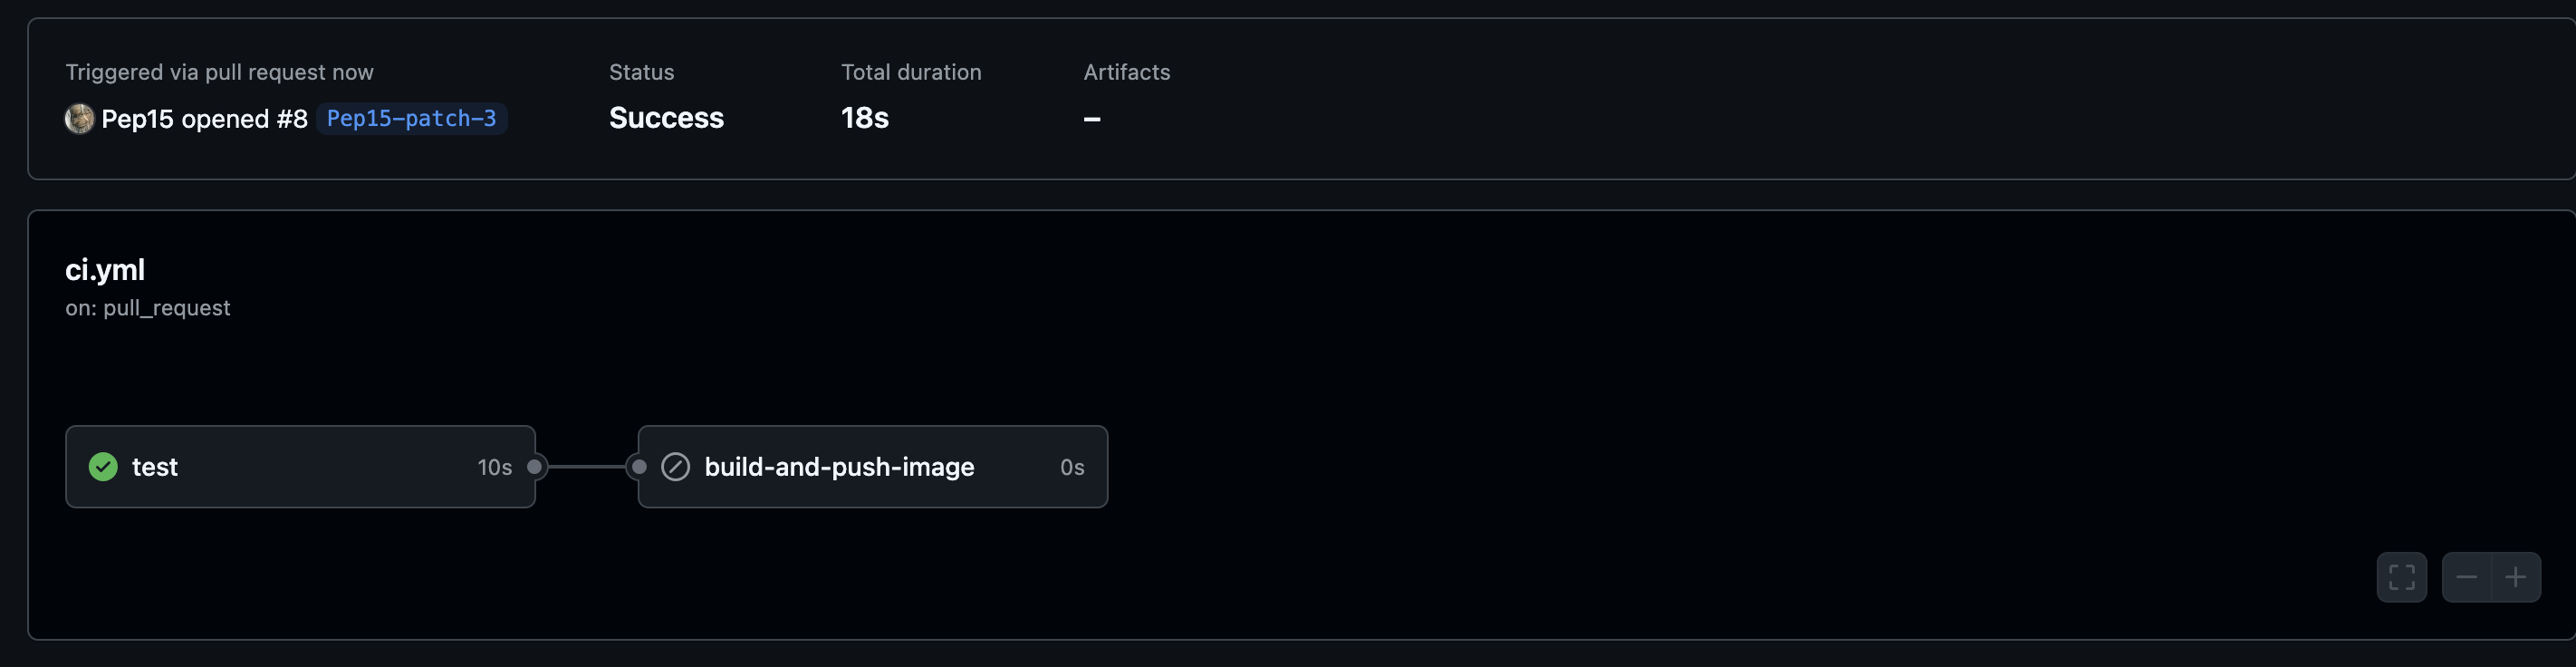 Triggered via pull request now
Pep15 opened #8 Pep15-patch-3
Status
Success
Total duration
18s
Artifacts
–
ci.yml
on: pull_request
test 10s
build-and-push-image 0s